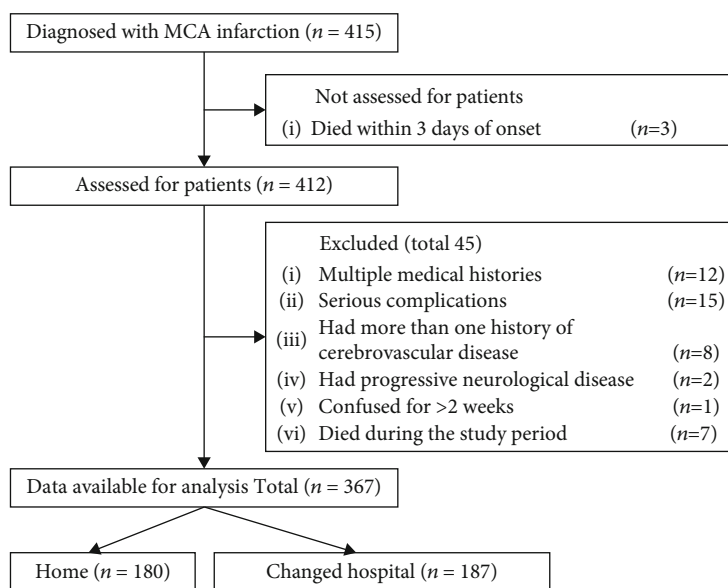 Diagnosed with MCA infarction (n = 415)
Not assessed for patients
(i) Died within 3 days of onset (n=3)
Assessed for patients (n = 412)
Excluded (total 45)
(i) Multiple medical histories (n=12)
(ii) Serious complications (n=15)
(iii) Had more than one history of
cerebrovascular disease (n=8)
(iv) Had progressive neurological disease (n=2)
(v) Confused for >2 weeks (n=1)
(vi) Died during the study period (n=7)
Data available for analysis Total (n = 367)
Home (n = 180) Changed hospital (n = 187)